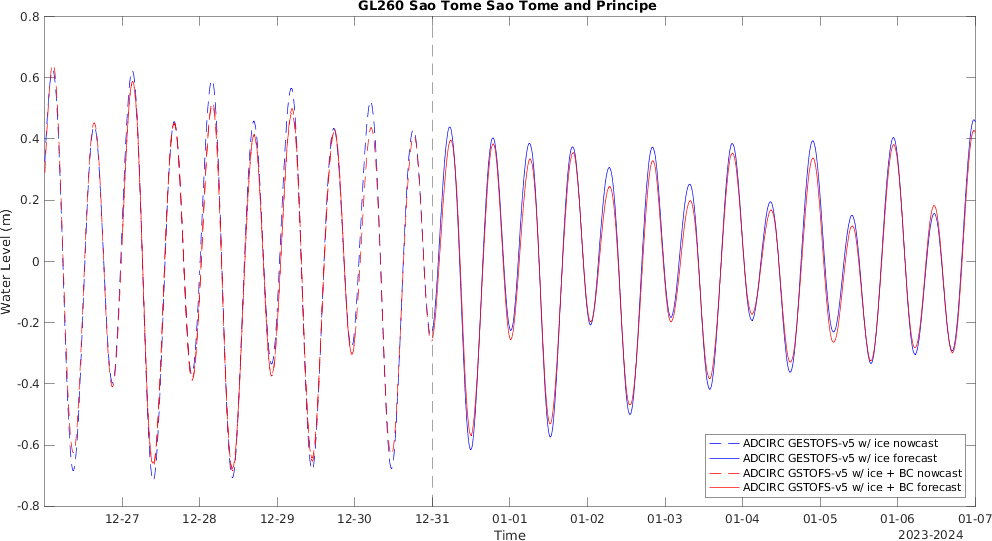 GL260 Sao Tome Sao Tome and Principe
0.8
0.6
0.4
0.2
0
-0.2
-0.4
-0.6
-0.8
Water Level (m)
12-27 12-28 12-29 12-30 12-31 01-01 01-02 01-03 01-04 01-05 01-06 01-07
Time
2023-2024
ADCIRC GESTOFS-v5 w/ ice nowcast
ADCIRC GESTOFS-v5 w/ ice forecast
ADCIRC GSTOFS-v5 w/ ice + BC nowcast
ADCIRC GSTOFS-v5 w/ ice + BC forecast